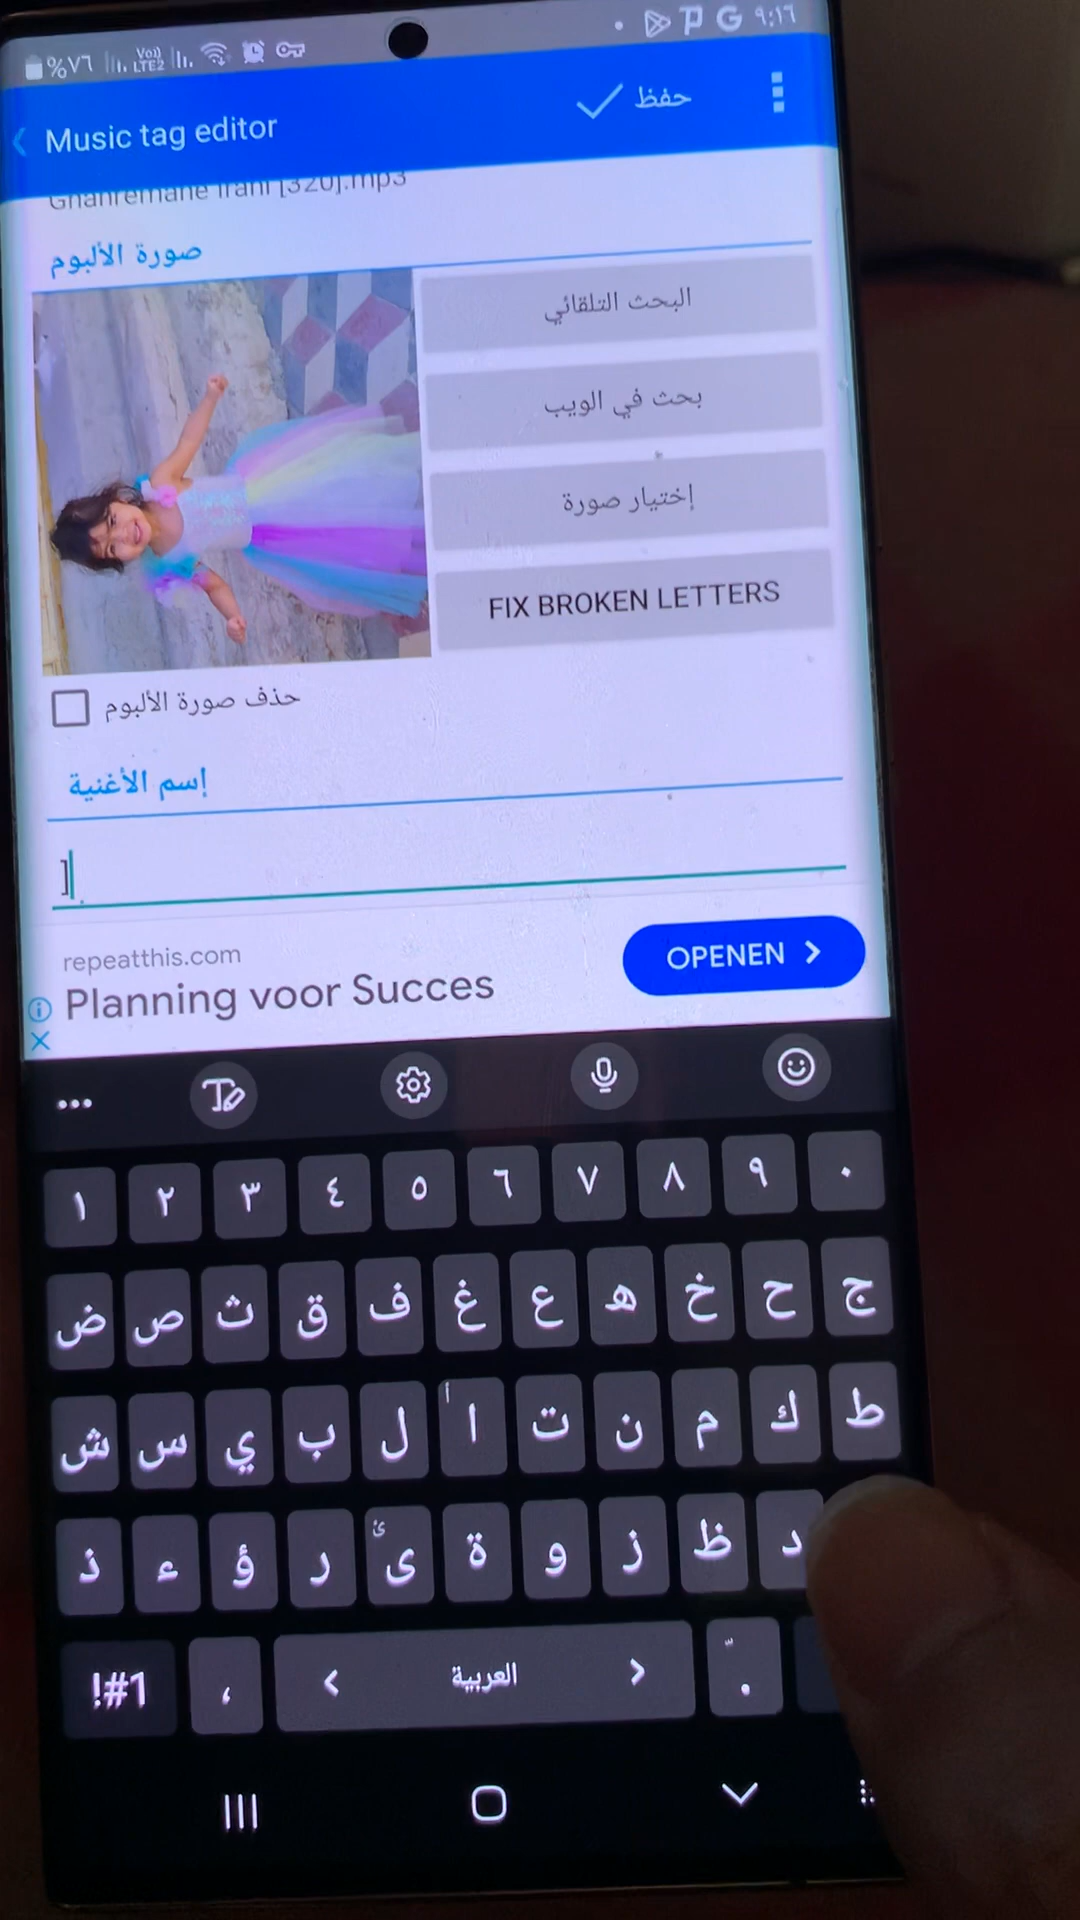 %٧٦ Vo)) LTE2 ٩:١٦
Music tag editor حفظ
Ghahremane Irani [320].mp3
صورة الألبوم
البحث التلقائي
بحث في الويب
إختيار صورة
FIX BROKEN LETTERS
حذف صورة الألبوم
إسم الأغنية
]
repeatthis.com
Planning voor Succes
OPENEN
١ ٢ ٣ ٤ ٥ ٦ ٧ ٨ ٩ ٠
ض ص ث ق ف غ ع ه خ ح ج
ش س ي ب ل ا أ ت ن م ك ط
ذ ء ؤ ر ى ئ ة و ز ظ د
!#1 ، العربية .